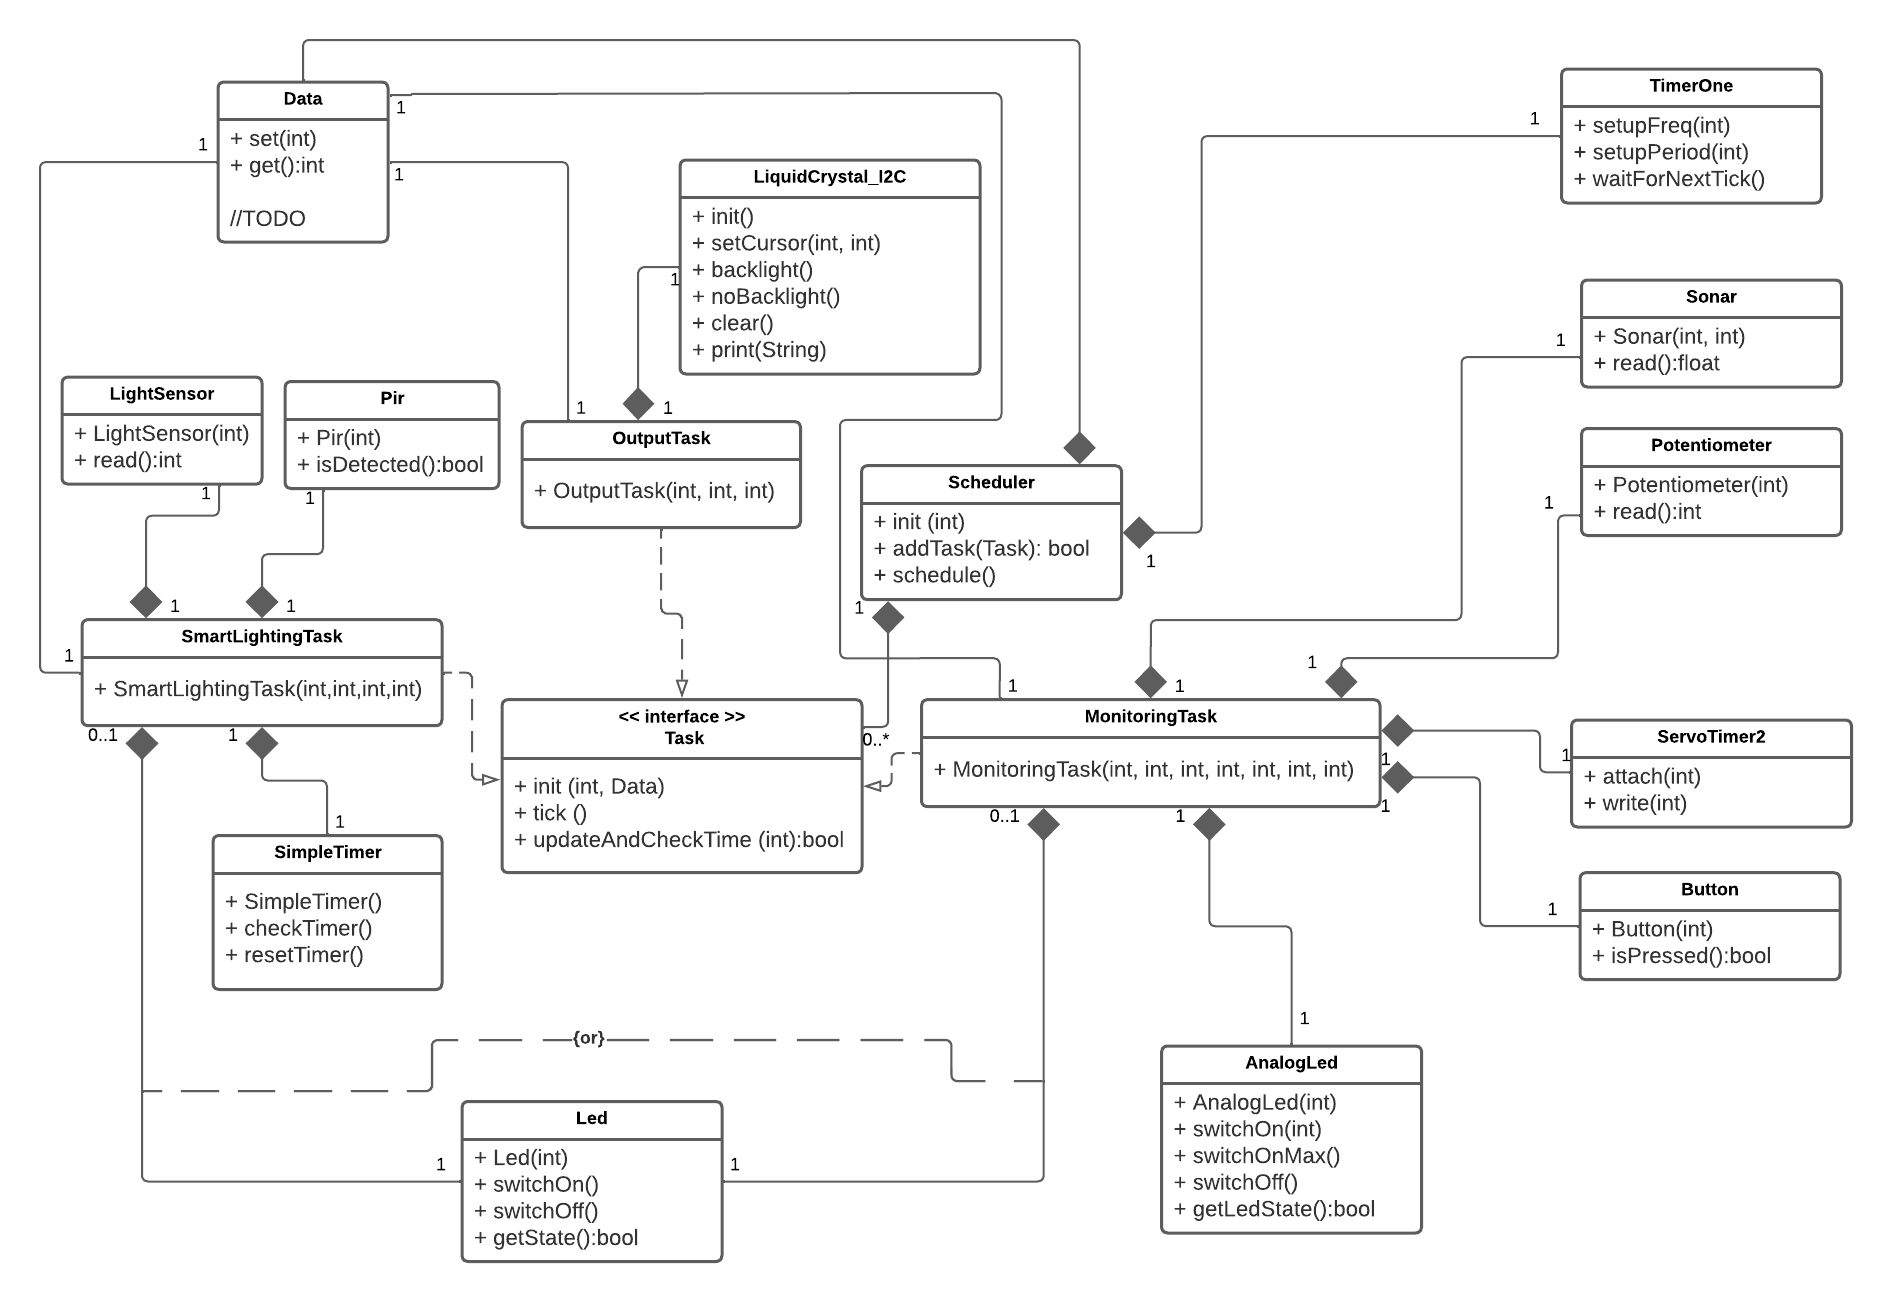 Data
+ set(int)
+ get():int
//TODO
1
1
1
TimerOne
+ setupFreq(int)
+ setupPeriod(int)
+ waitForNextTick()
1
LiquidCrystal_I2C
+ init()
+ setCursor(int, int)
+ backlight()
+ noBacklight()
+ clear()
+ print(String)
1
Sonar
+ Sonar(int, int)
+ read():float
1
LightSensor
+ LightSensor(int)
+ read():int
1
Pir
+ Pir(int)
+ isDetected():bool
1
1
1
OutputTask
+ OutputTask(int, int, int)
Scheduler
+ init (int)
+ addTask(Task): bool
+ schedule()
1
1
Potentiometer
+ Potentiometer(int)
+ read():int
1
1
1
1
SmartLightingTask
+ SmartLightingTask(int,int,int,int)
0..1
1
<< interface >>
Task
+ init (int, Data)
+ tick ()
+ updateAndCheckTime (int):bool
0..*
1
1
1
MonitoringTask
+ MonitoringTask(int, int, int, int, int, int, int)
1
1
0..1
1
ServoTimer2
+ attach(int)
+ write(int)
1
SimpleTimer
+ SimpleTimer()
+ checkTimer()
+ resetTimer()
1
Button
+ Button(int)
+ isPressed():bool
1
{or}
Led
+ Led(int)
+ switchOn()
+ switchOff()
+ getState():bool
1
1
1
AnalogLed
+ AnalogLed(int)
+ switchOn(int)
+ switchOnMax()
+ switchOff()
+ getLedState():bool